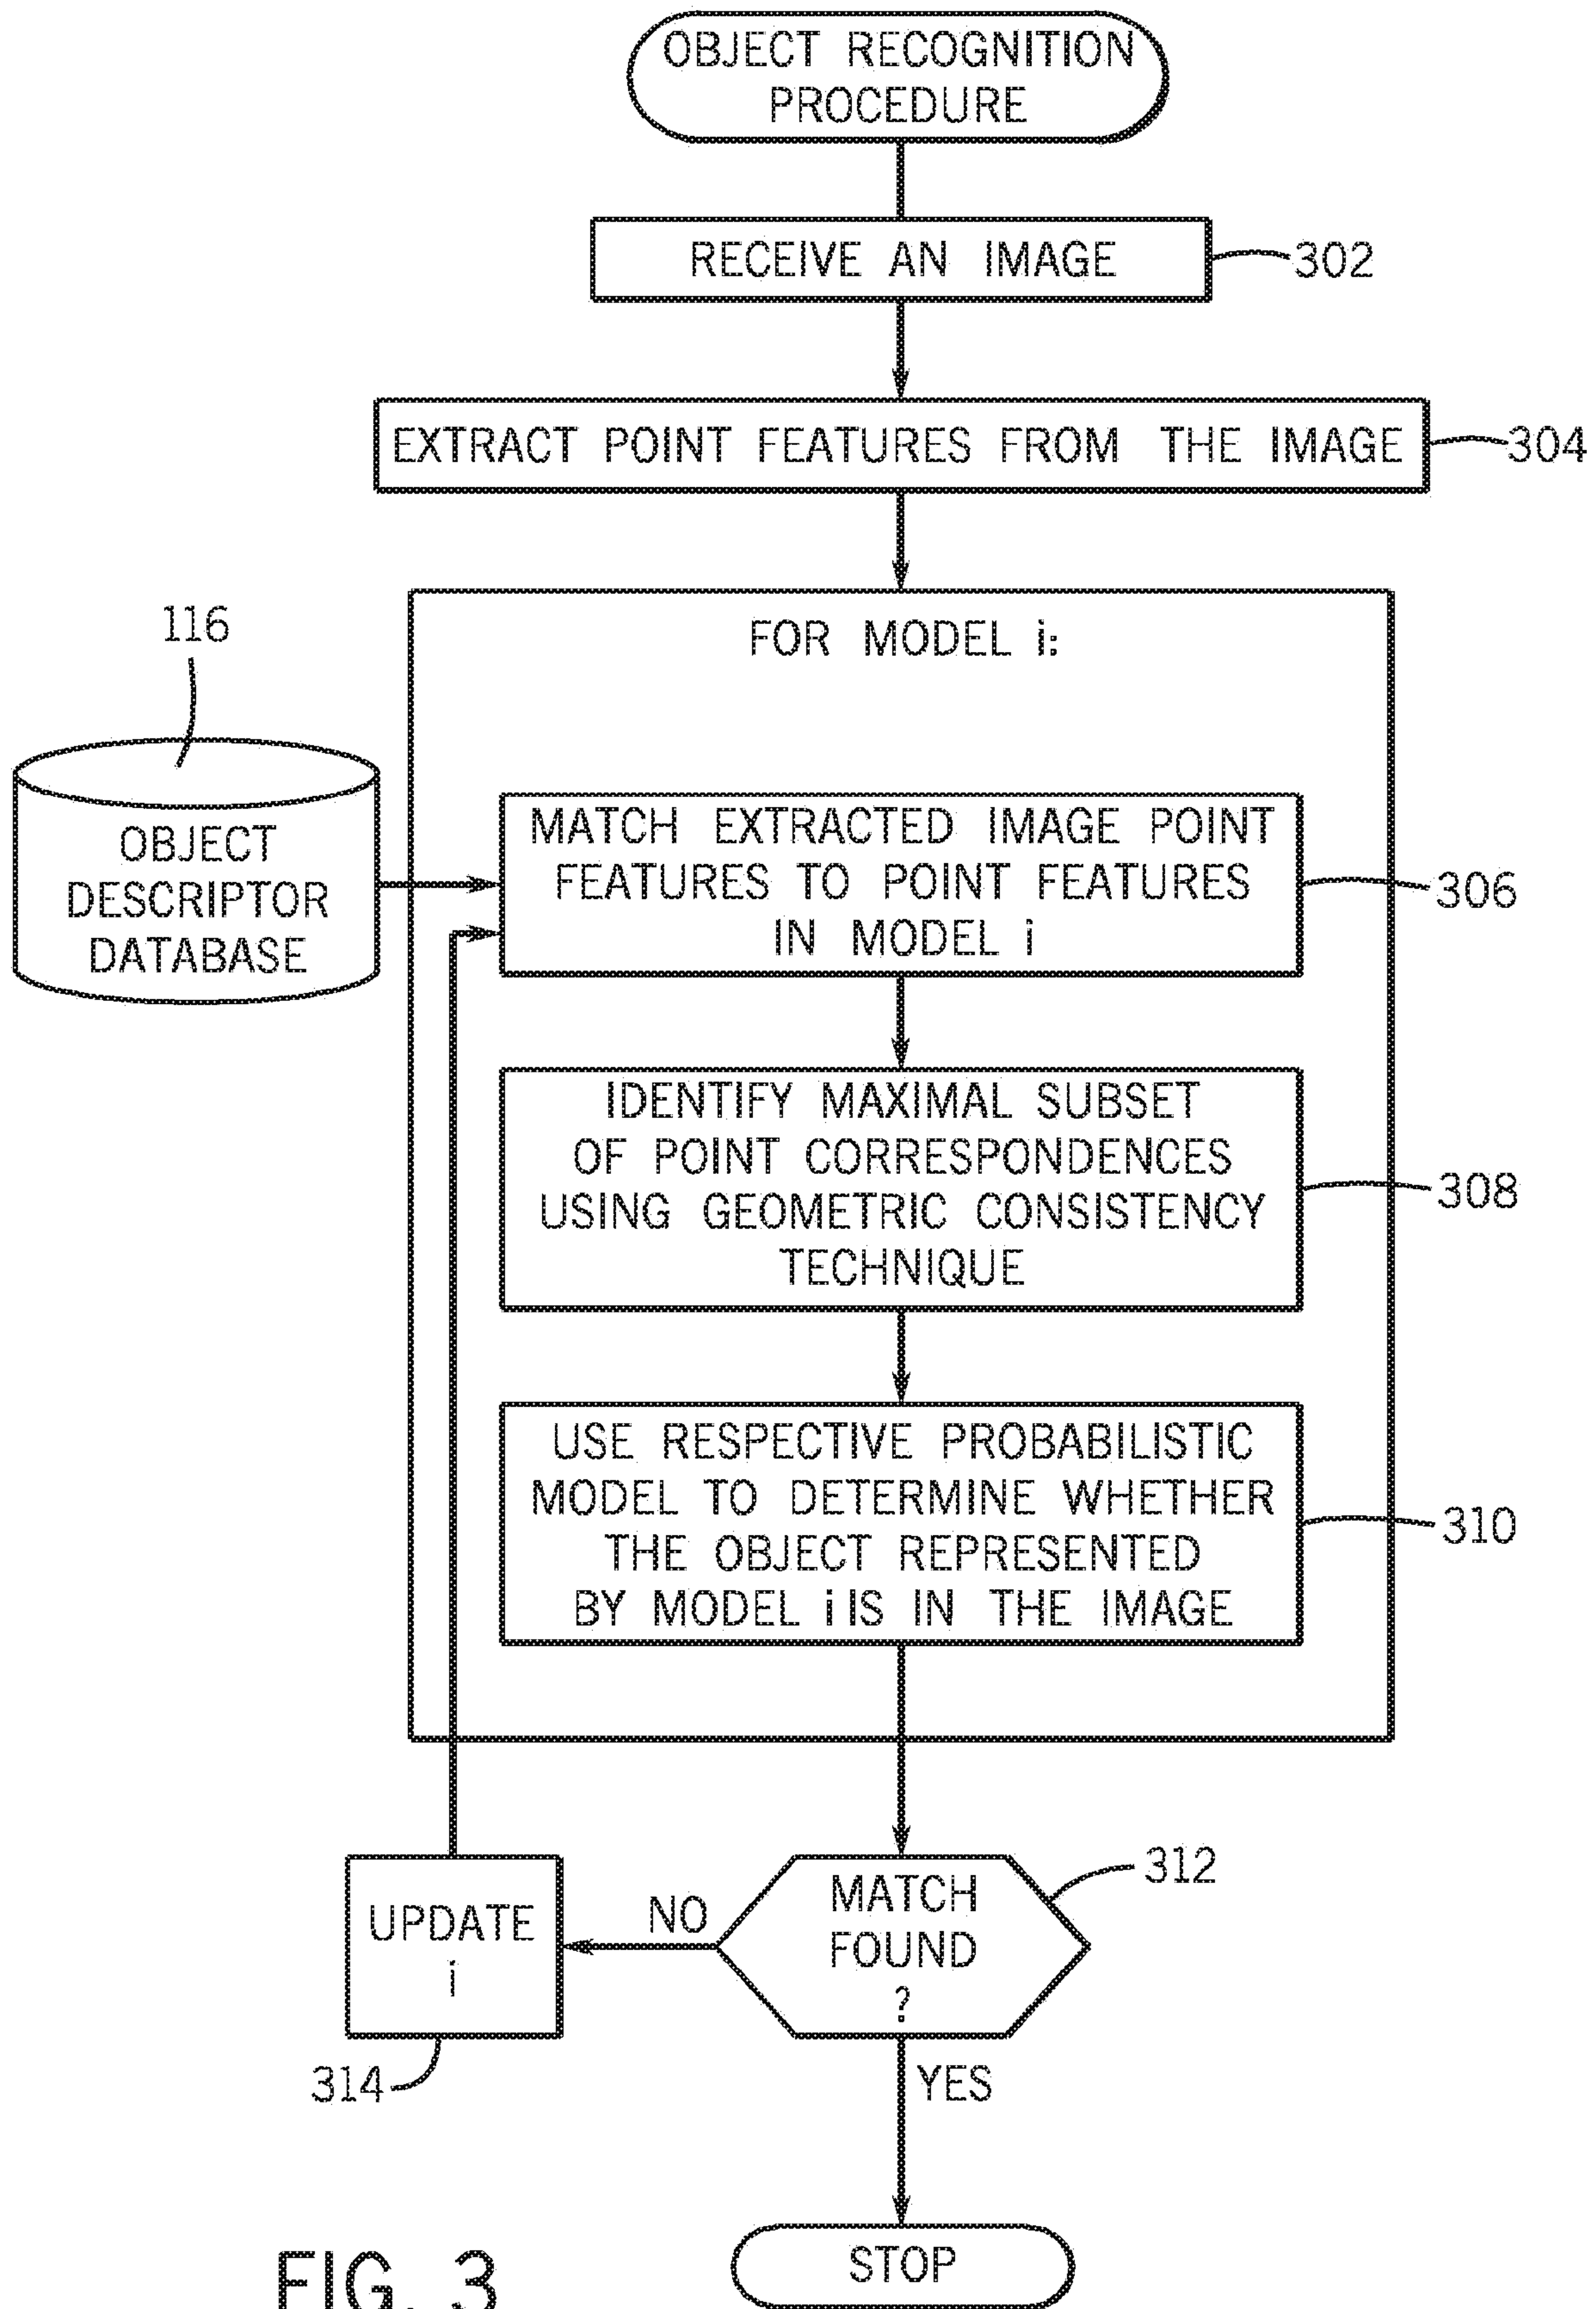 OBJECT RECOGNITION
PROCEDURE
RECEIVE AN IMAGE
302
EXTRACT POINT FEATURES FROM THE IMAGE
304
FOR MODEL i:
116
OBJECT
DESCRIPTOR
DATABASE
MATCH EXTRACTED IMAGE POINT
FEATURES TO POINT FEATURES
IN MODEL i
306
IDENTIFY MAXIMAL SUBSET
OF POINT CORRESPONDENCES
USING GEOMETRIC CONSISTENCY
TECHNIQUE
308
USE RESPECTIVE PROBABILISTIC
MODEL TO DETERMINE WHETHER
THE OBJECT REPRESENTED
BY MODEL i IS IN THE IMAGE
310
MATCH
FOUND
?
312
NO
UPDATE
i
314
YES
STOP
FIG. 3